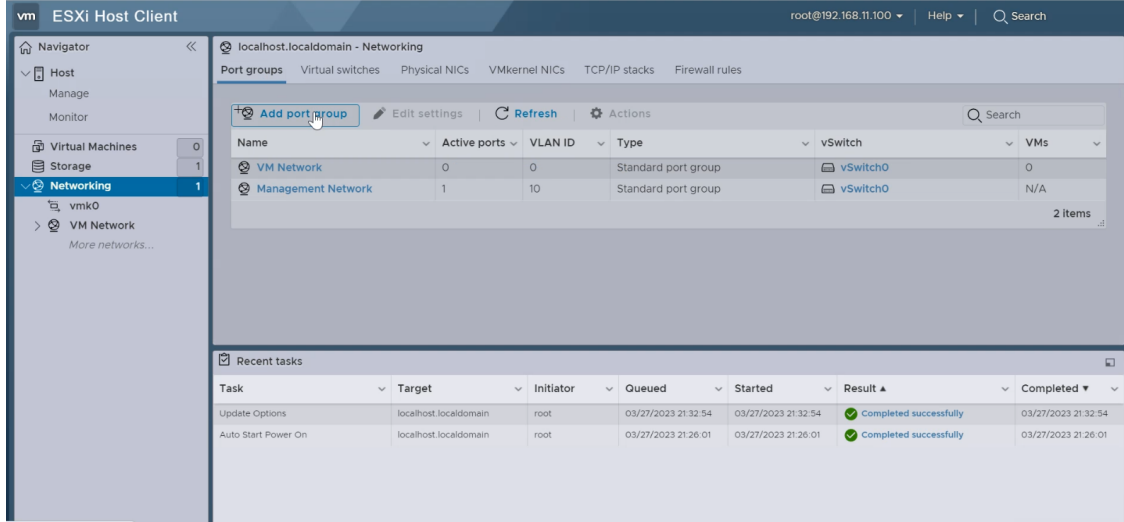 vm ESXi Host Client root@192.168.11.100 Help Search
Navigator
Host
Manage
Monitor
Virtual Machines 0
Storage 1
Networking 1
vmk0
VM Network
More networks...
localhost.localdomain - Networking
Port groups Virtual switches Physical NICs VMkernel NICs TCP/IP stacks Firewall rules
Add port group Edit settings Refresh Actions Search
Name Active ports VLAN ID Type vSwitch VMs
VM Network 0 0 Standard port group vSwitch0 0
Management Network 1 10 Standard port group vSwitch0 N/A
2 items
Recent tasks
Task Target Initiator Queued Started Result Completed
Update Options localhost.localdomain root 03/27/2023 21:32:54 03/27/2023 21:32:54 Completed successfully 03/27/2023 21:32:54
Auto Start Power On localhost.localdomain root 03/27/2023 21:26:01 03/27/2023 21:26:01 Completed successfully 03/27/2023 21:26:01